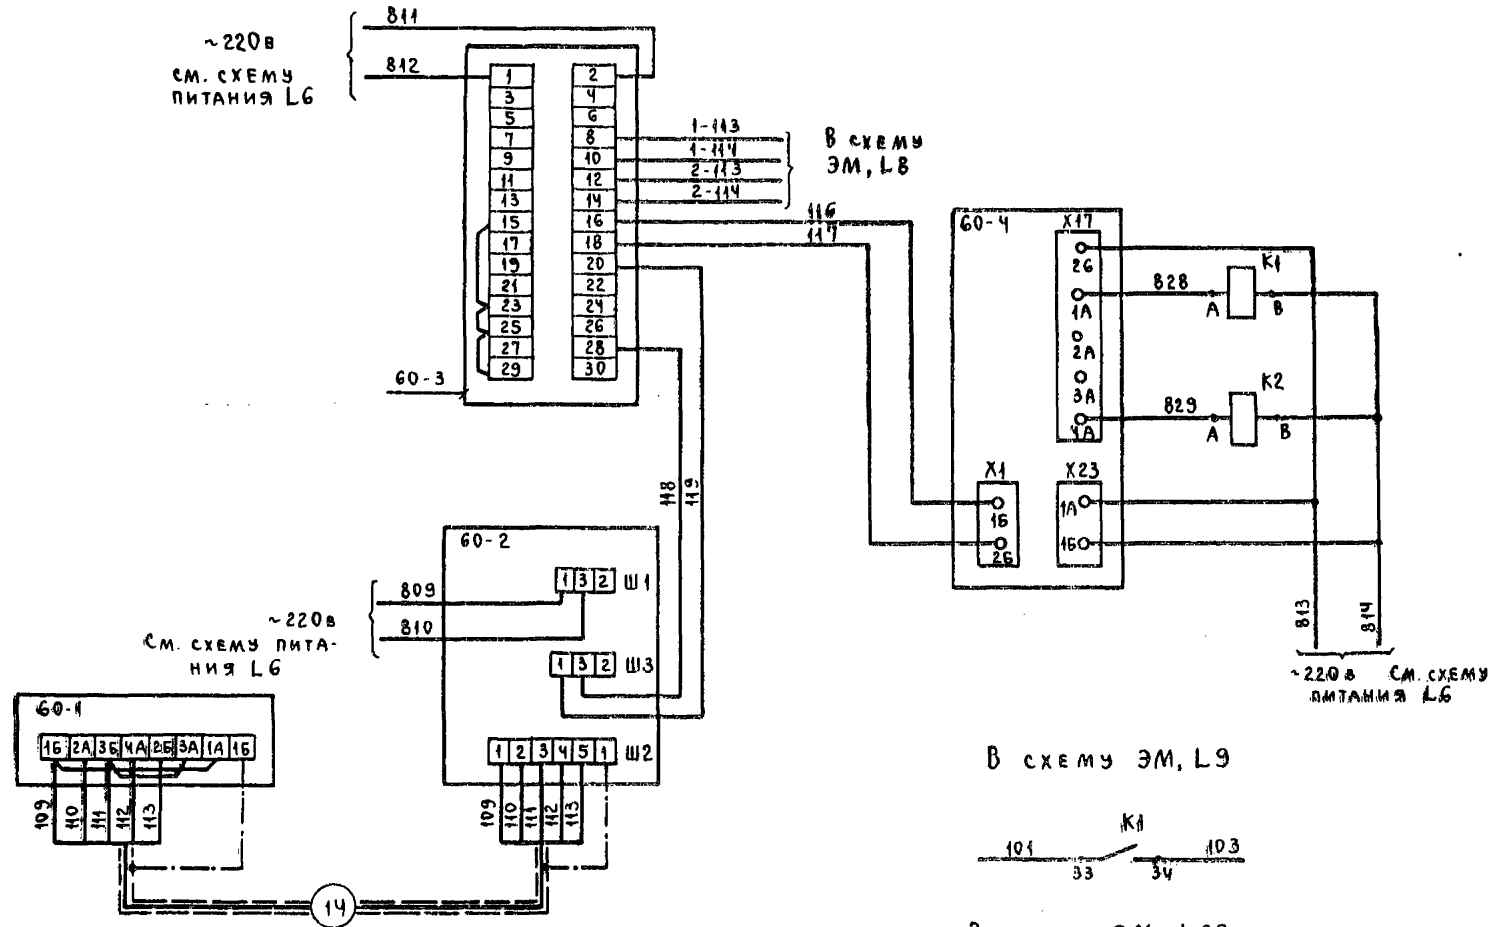 811
~220в
см. схему
питания L6
812
1 2
3 4
5 6
7 8
9 10
11 12
13 14
15 16
17 18
19 20
21 22
23 24
25 26
27 28
29 30
1-113
1-114
2-113
2-114
В схему
ЭМ, L8
116
117
60-3
118
119
60-4
X17
2Б
1А
2А
3А
4А
828
А
К1
В
829
А
К2
В
X1
1Б
2Б
X23
1А
1Б
813
814
~220в см. схему
питания L6
60-2
1 3 2 Ш1
809
810
~220в
См. схему пита-
ния L6
1 3 2 Ш3
1 2 3 4 5 1 Ш2
109 110 111 112 113
60-1
1Б 2А 3Б 4А 2Б 3А 1А 1Б
109 110 111 112 113
14
В схему ЭМ, L9
К1
101
33
34
103